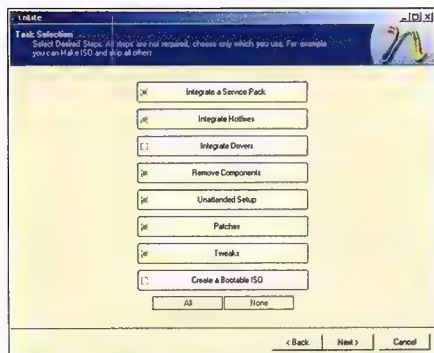 nLite
Task Selection
Select Desired Steps. All steps are not required, choose only which you use. For example
you can Make ISO and skip all others
Integrate a Service Pack
Integrate Hotfixes
Integrate Drivers
Remove Components
Unattended Setup
Patches
Tweaks
Create a Bootable ISO
All
None
< Back
Next >
Cancel